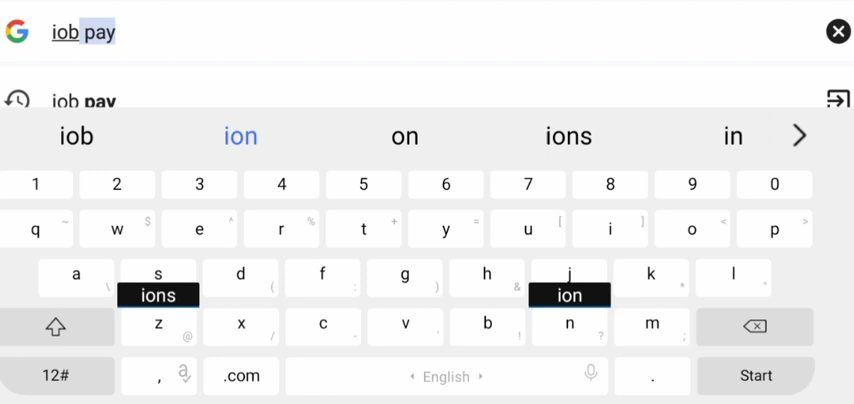 iob pay
iob pay
iob ion on ions in
1 2 3 4 5 6 7 8 9 0
q ~ w $ e ^ r % t + y = u [ i ] o < p >
a \ s d ( f : g ) h & j k * l "
ions ion
z @ x / c - v ' b ! n ? m ;
12# , a .com English . Start